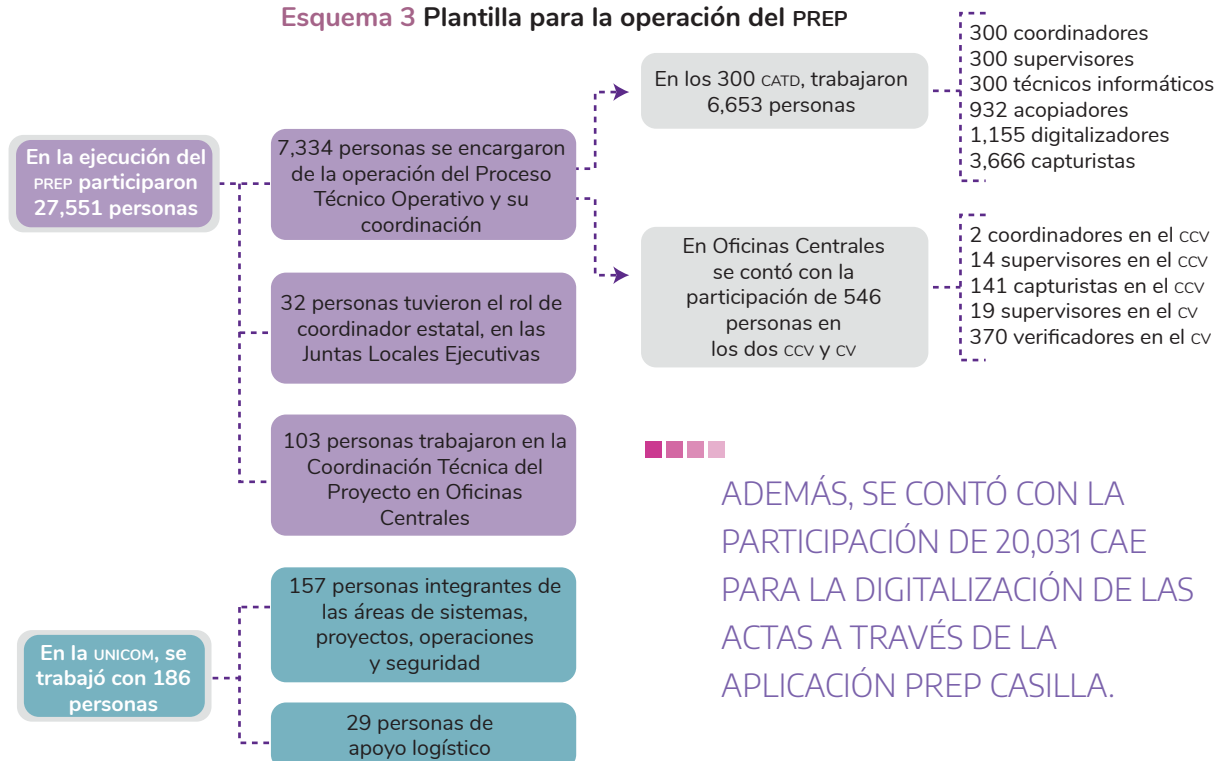 Esquema 3 Plantilla para la operación del PREP
En la ejecución del
PREP participaron
27,551 personas
7,334 personas se encargaron
de la operación del Proceso
Técnico Operativo y su
coordinación
En los 300 CATD, trabajaron
6,653 personas
300 coordinadores
300 supervisores
300 técnicos informáticos
932 acopiadores
1,155 digitalizadores
3,666 capturistas
En Oficinas Centrales
se contó con la
participación de 546
personas en
los dos CCV y CV
2 coordinadores en el CCV
14 supervisores en el CCV
141 capturistas en el CCV
19 supervisores en el CV
370 verificadores en el CV
32 personas tuvieron el rol de
coordinador estatal, en las
Juntas Locales Ejecutivas
103 personas trabajaron en la
Coordinación Técnica del
Proyecto en Oficinas
Centrales
En la UNICOM, se
trabajó con 186
personas
157 personas integrantes de
las áreas de sistemas,
proyectos, operaciones
y seguridad
29 personas de
apoyo logístico
ADEMÁS, SE CONTÓ CON LA
PARTICIPACIÓN DE 20,031 CAE
PARA LA DIGITALIZACIÓN DE LAS
ACTAS A TRAVÉS DE LA
APLICACIÓN PREP CASILLA.